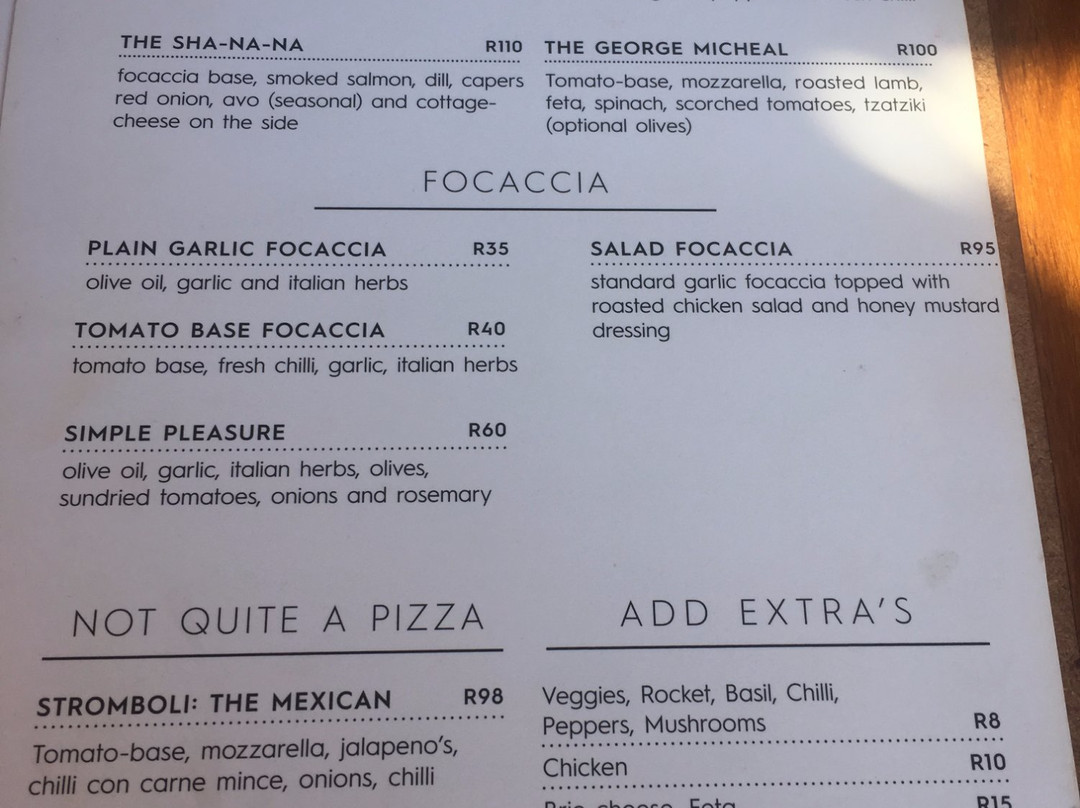 THE SHA-NA-NA R110
focaccia base, smoked salmon, dill, capers
red onion, avo (seasonal) and cottage-
cheese on the side
THE GEORGE MICHEAL R100
Tomato-base, mozzarella, roasted lamb,
feta, spinach, scorched tomatoes, tzatziki
(optional olives)
FOCACCIA
PLAIN GARLIC FOCACCIA R35
olive oil, garlic and italian herbs
TOMATO BASE FOCACCIA R40
tomato base, fresh chilli, garlic, italian herbs
SIMPLE PLEASURE R60
olive oil, garlic, italian herbs, olives,
sundried tomatoes, onions and rosemary
SALAD FOCACCIA R95
standard garlic focaccia topped with
roasted chicken salad and honey mustard
dressing
NOT QUITE A PIZZA
STROMBOLI: THE MEXICAN R98
Tomato-base, mozzarella, jalapeno's,
chilli con carne mince, onions, chilli
ADD EXTRA'S
Veggies, Rocket, Basil, Chilli,
Peppers, Mushrooms R8
Chicken R10
Brie cheese, Feta R15